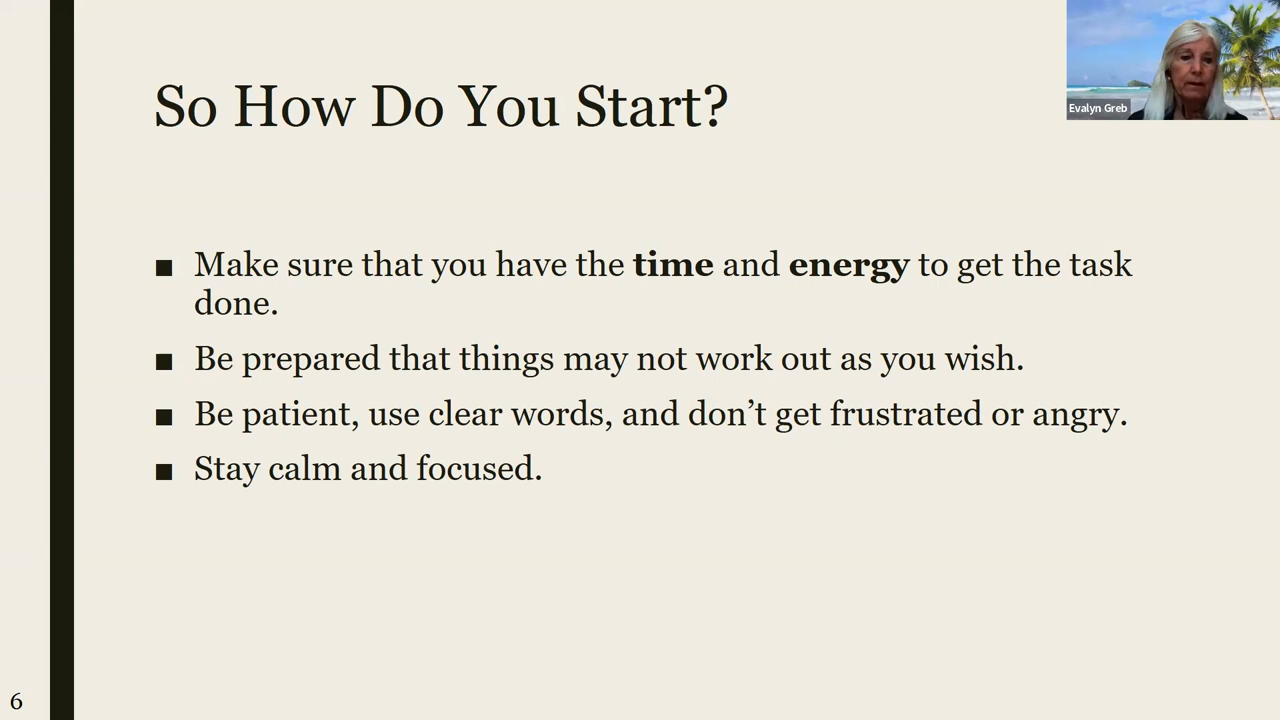 So How Do You Start?
Evalyn Greb
■ Make sure that you have the time and energy to get the task
done.
■ Be prepared that things may not work out as you wish.
■ Be patient, use clear words, and don’t get frustrated or angry.
■ Stay calm and focused.
6